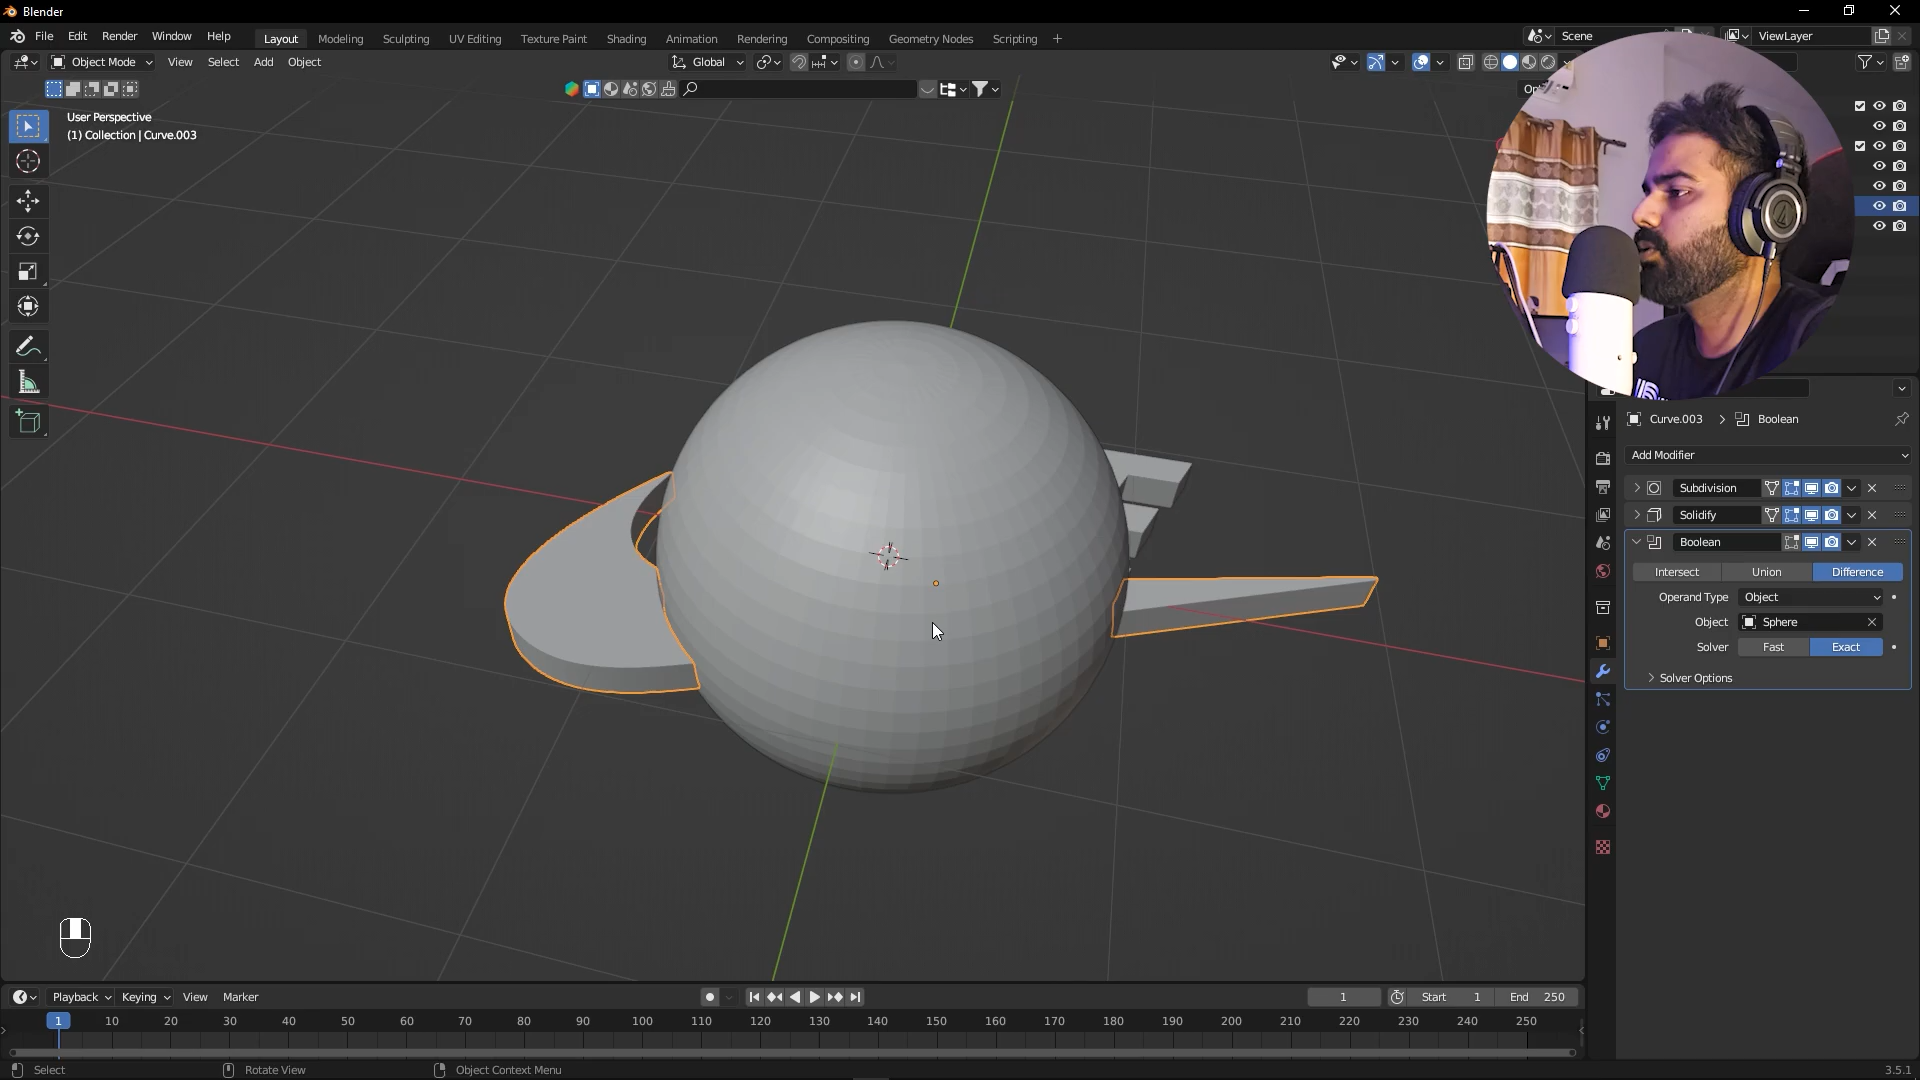 Blender
File Edit Render Window Help
Layout Modeling Sculpting UV Editing Texture Paint Shading Animation Rendering Compositing Geometry Nodes Scripting +
Scene
ViewLayer
Object Mode View Select Add Object
Global
User Perspective
(1) Collection | Curve.003
Curve.003 > Boolean
Add Modifier
Subdivision
Solidify
Boolean
Intersect Union Difference
Operand Type Object
Object Sphere
Solver Fast Exact
Solver Options
Playback Keying View Marker
1 Start 1 End 250
1 10 20 30 40 50 60 70 80 90 100 110 120 130 140 150 160 170 180 190 200 210 220 230 240 250
Select Rotate View Object Context Menu
3.5.1